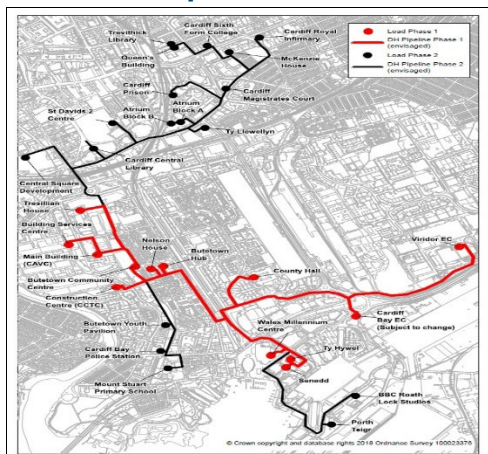 Cardiff Sixth
Form College
Trevithick
Library
Cardiff Royal
Infirmary
Queen's
Building
McKenzie
House
Cardiff
Prison
Cardiff
Magistrates Court
Atrium
Block A
Atrium
Block B
St Davids 2
Centre
Ty Llewellyn
Cardiff Central
Library
Central Square
Development
Tresillian
House
Building Services
Centre
Nelson
House
Butetown
Hub
Main Building
(CAVC)
Viridor EC
County Hall
Butetown Community
Centre
Construction
Centre (CCTC)
Wales Millennium
Centre
Cardiff
Bay EC
(Subject to change)
Butetown Youth
Pavilion
Ty Hywel
Cardiff Bay
Police Station
Senedd
Mount Stuart
Primary School
BBC Roath
Lock Studios
Porth
Teigr
Load Phase 1
DH Pipeline Phase 1
(envisaged)
Load Phase 2
DH Pipeline Phase 2
(envisaged)
© Crown copyright and database rights 2018 Ordnance Survey 100023376